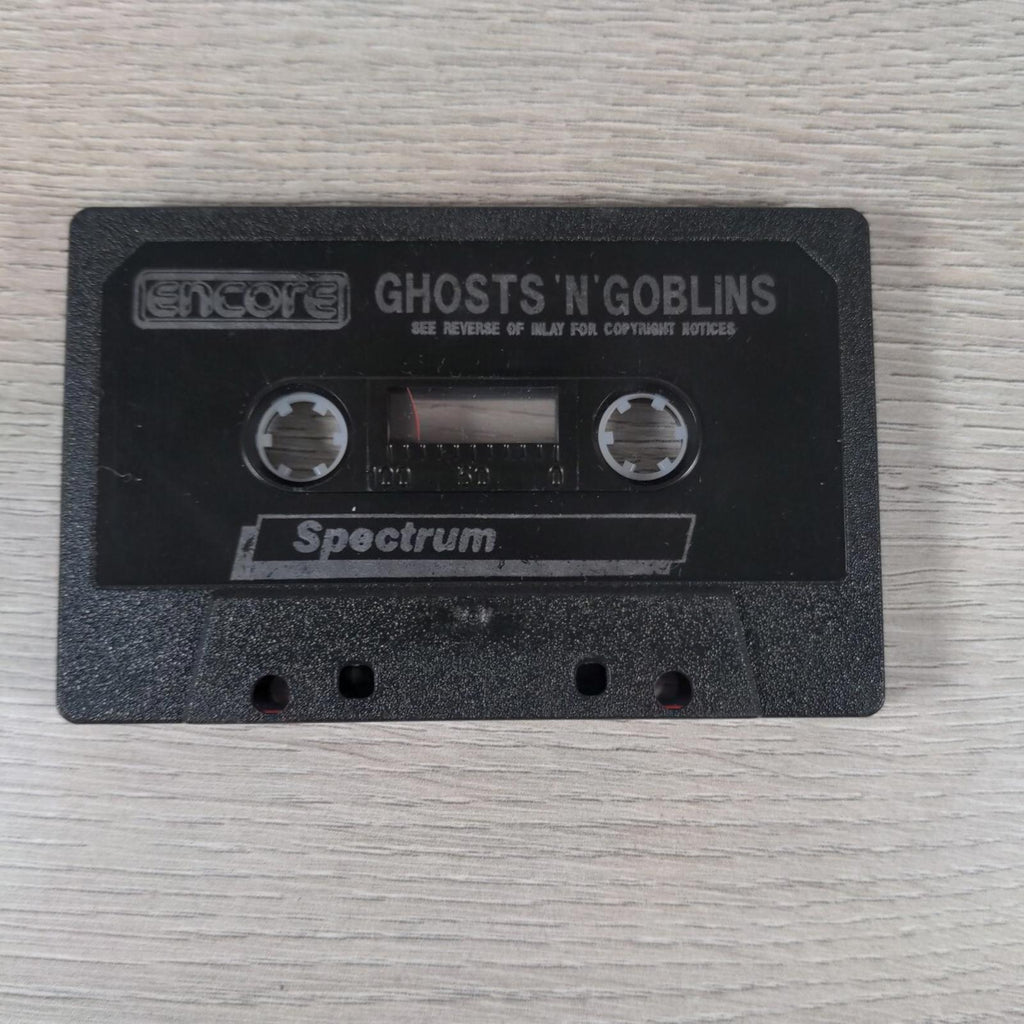 encore
GHOSTS 'N' GOBLiNS
SEE REVERSE OF INLAY FOR COPYRIGHT NOTICES
100 50 0
Spectrum